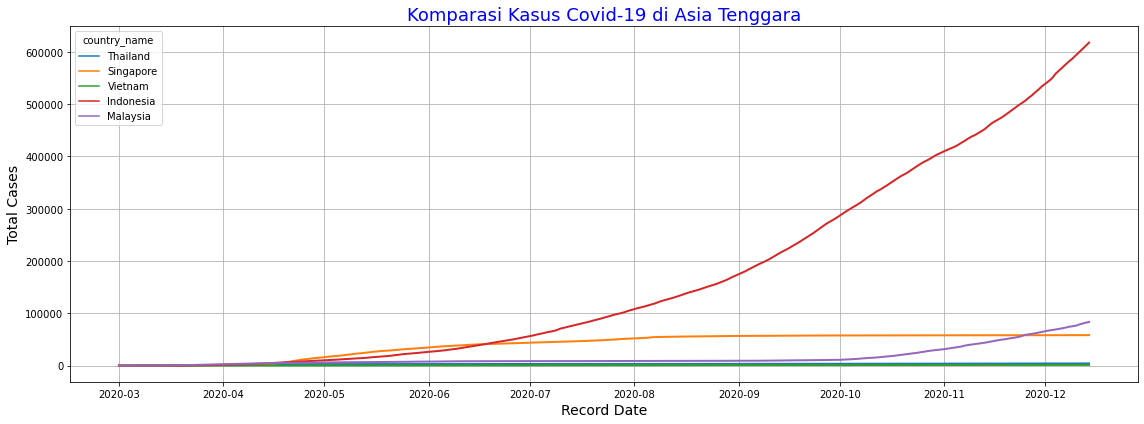 Komparasi Kasus Covid-19 di Asia Tenggara
country_name
Thailand
Singapore
Vietnam
Indonesia
Malaysia
Total Cases
600000
500000
400000
300000
200000
100000
0
2020-03 2020-04 2020-05 2020-06 2020-07 2020-08 2020-09 2020-10 2020-11 2020-12
Record Date